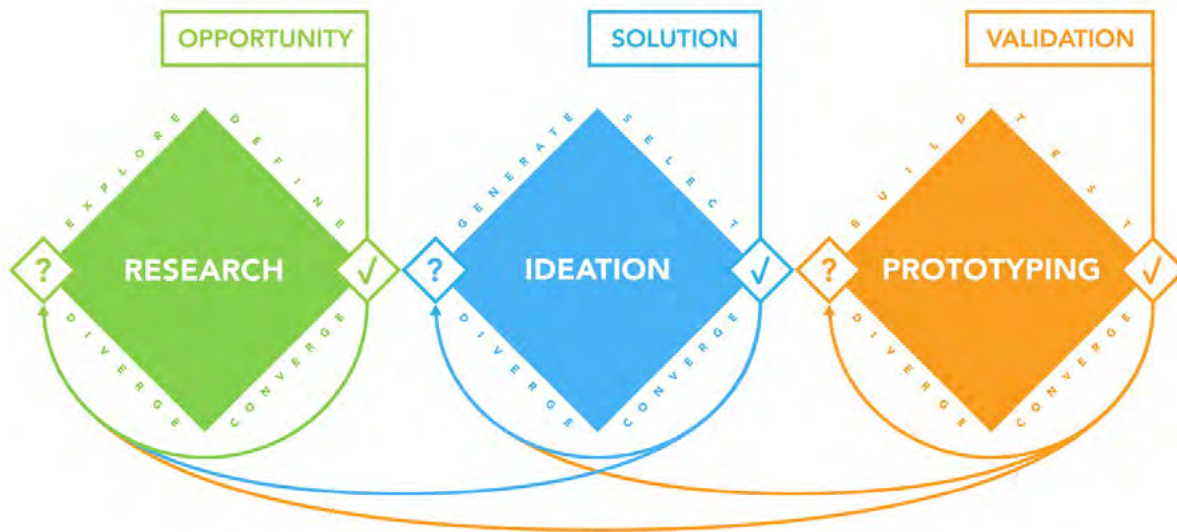 OPPORTUNITY
SOLUTION
VALIDATION
EXPLORE
DEFINE
GENERATE
SELECT
BUILD
TEST
?
RESEARCH
✓
?
IDEATION
✓
?
PROTOTYPING
✓
DIVERGE
CONVERGE
DIVERGE
CONVERGE
DIVERGE
CONVERGE